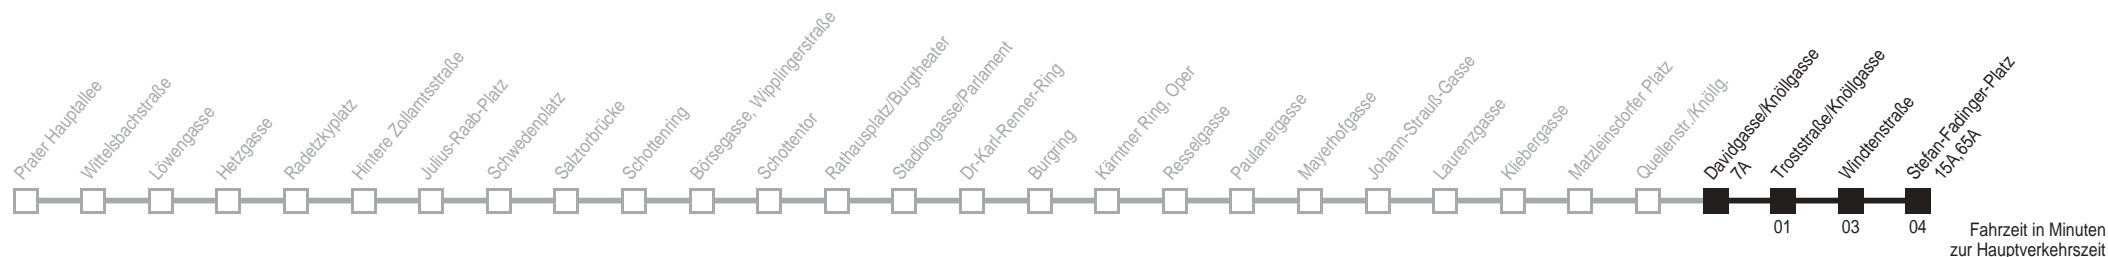 Prater Hauptallee
Wittelsbachstraße
Löwengasse
Hetzgasse
Radetzkyplatz
Hintere Zollamtsstraße
Julius-Raab-Platz
Schwedenplatz
Salztorbrücke
Schottenring
Börsegasse, Wipplingerstraße
Schottentor
Rathausplatz/Burgtheater
Stadiongasse/Parlament
Dr-Karl-Renner-Ring
Burgring
Kärntner Ring, Oper
Resselgasse
Paulanergasse
Mayerhofgasse
Johann-Strauß-Gasse
Laurenzgasse
Kliebergasse
Matzleinsdorfer Platz
Quellenstr./Knöllg.
Davidgasse/Knöllgasse
7A
Troststraße/Knöllgasse
Windtenstraße
Stefan-Fadinger-Platz
15A,65A
01
03
04
Fahrzeit in Minuten
zur Hauptverkehrszeit